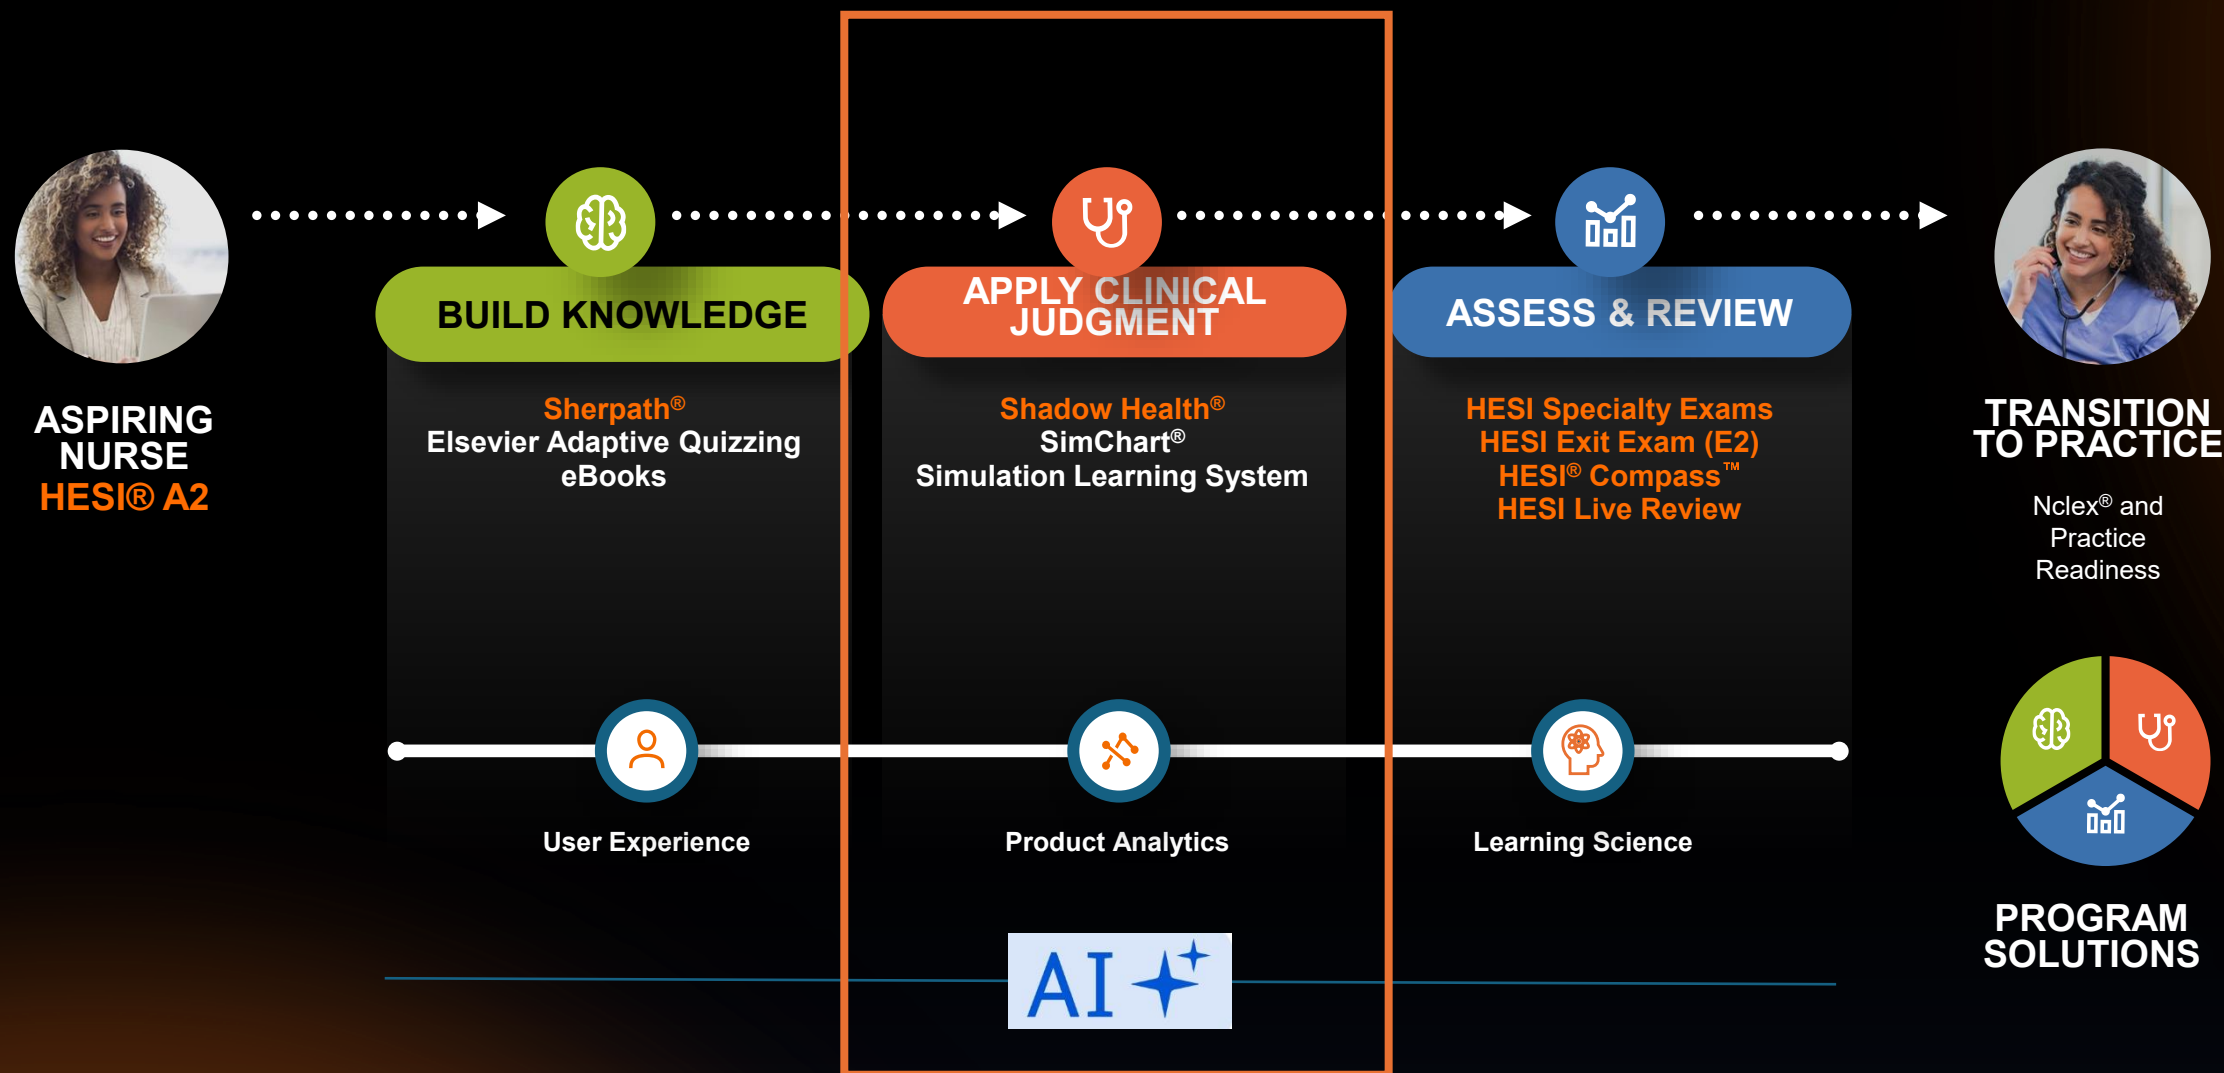 ASPIRING
NURSE
HESI® A2
BUILD KNOWLEDGE
Sherpath®
Elsevier Adaptive Quizzing
eBooks
APPLY CLINICAL
JUDGMENT
Shadow Health®
SimChart®
Simulation Learning System
ASSESS & REVIEW
HESI Specialty Exams
HESI Exit Exam (E2)
HESI® Compass™
HESI Live Review
TRANSITION
TO PRACTICE
Nclex® and
Practice
Readiness
User Experience
Product Analytics
Learning Science
AI
PROGRAM
SOLUTIONS